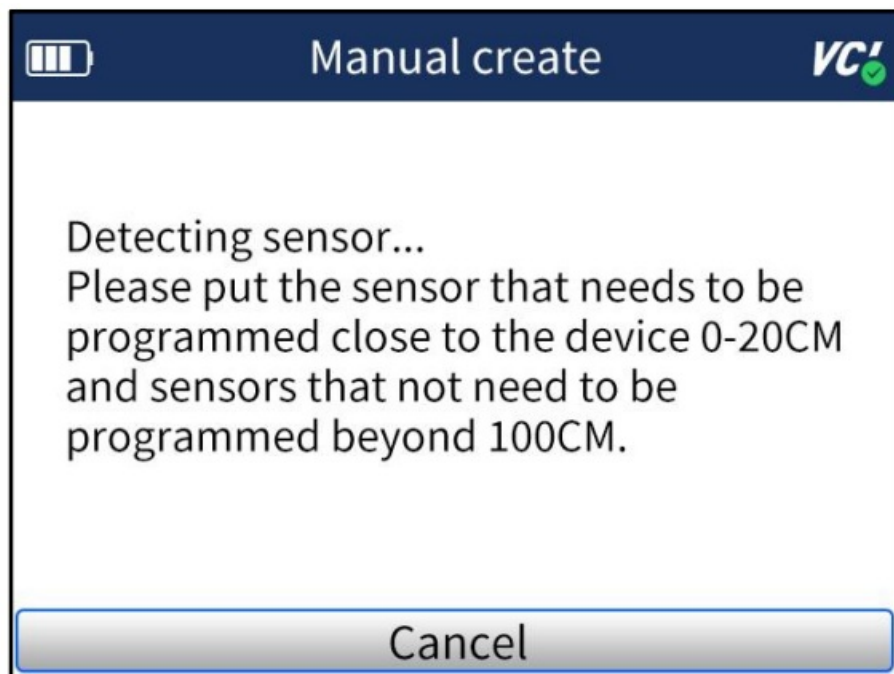 Manual create
VCI
Detecting sensor...
Please put the sensor that needs to be
programmed close to the device 0-20CM
and sensors that not need to be
programmed beyond 100CM.
Cancel